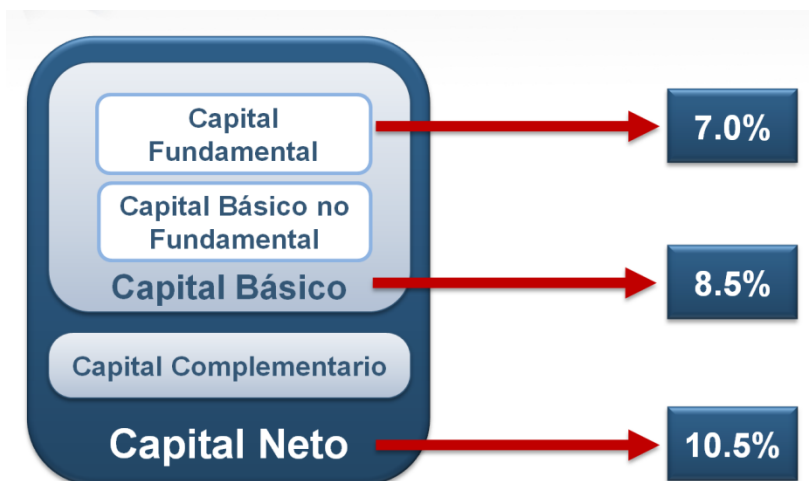 Capital
Fundamental
7.0%
Capital Básico no
Fundamental
Capital Básico
8.5%
Capital Complementario
Capital Neto
10.5%